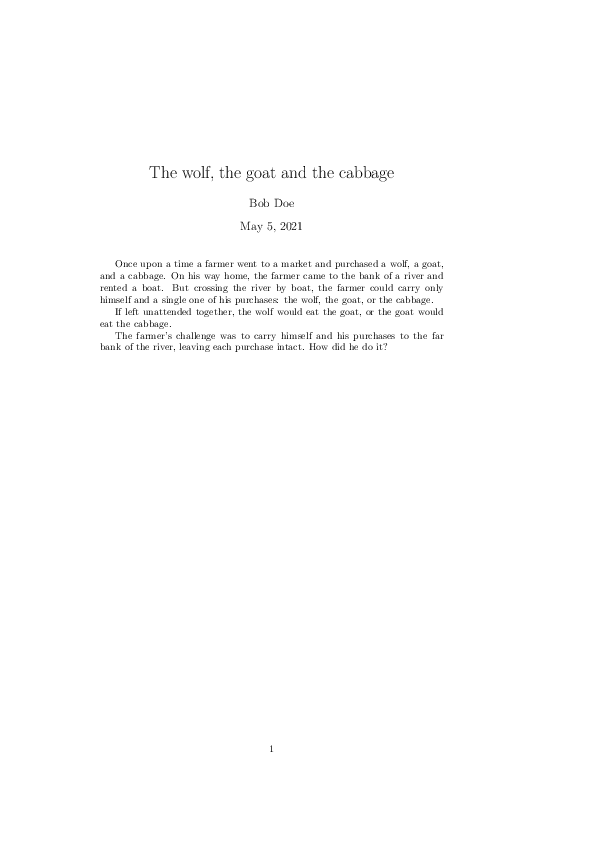 The wolf, the goat and the cabbage
Bob Doe
May 5, 2021
Once upon a time a farmer went to a market and purchased a wolf, a goat,
and a cabbage. On his way home, the farmer came to the bank of a river and
rented a boat. But crossing the river by boat, the farmer could carry only
himself and a single one of his purchases: the wolf, the goat, or the cabbage.
If left unattended together, the wolf would eat the goat, or the goat would
eat the cabbage.
The farmer's challenge was to carry himself and his purchases to the far
bank of the river, leaving each purchase intact. How did he do it?
1